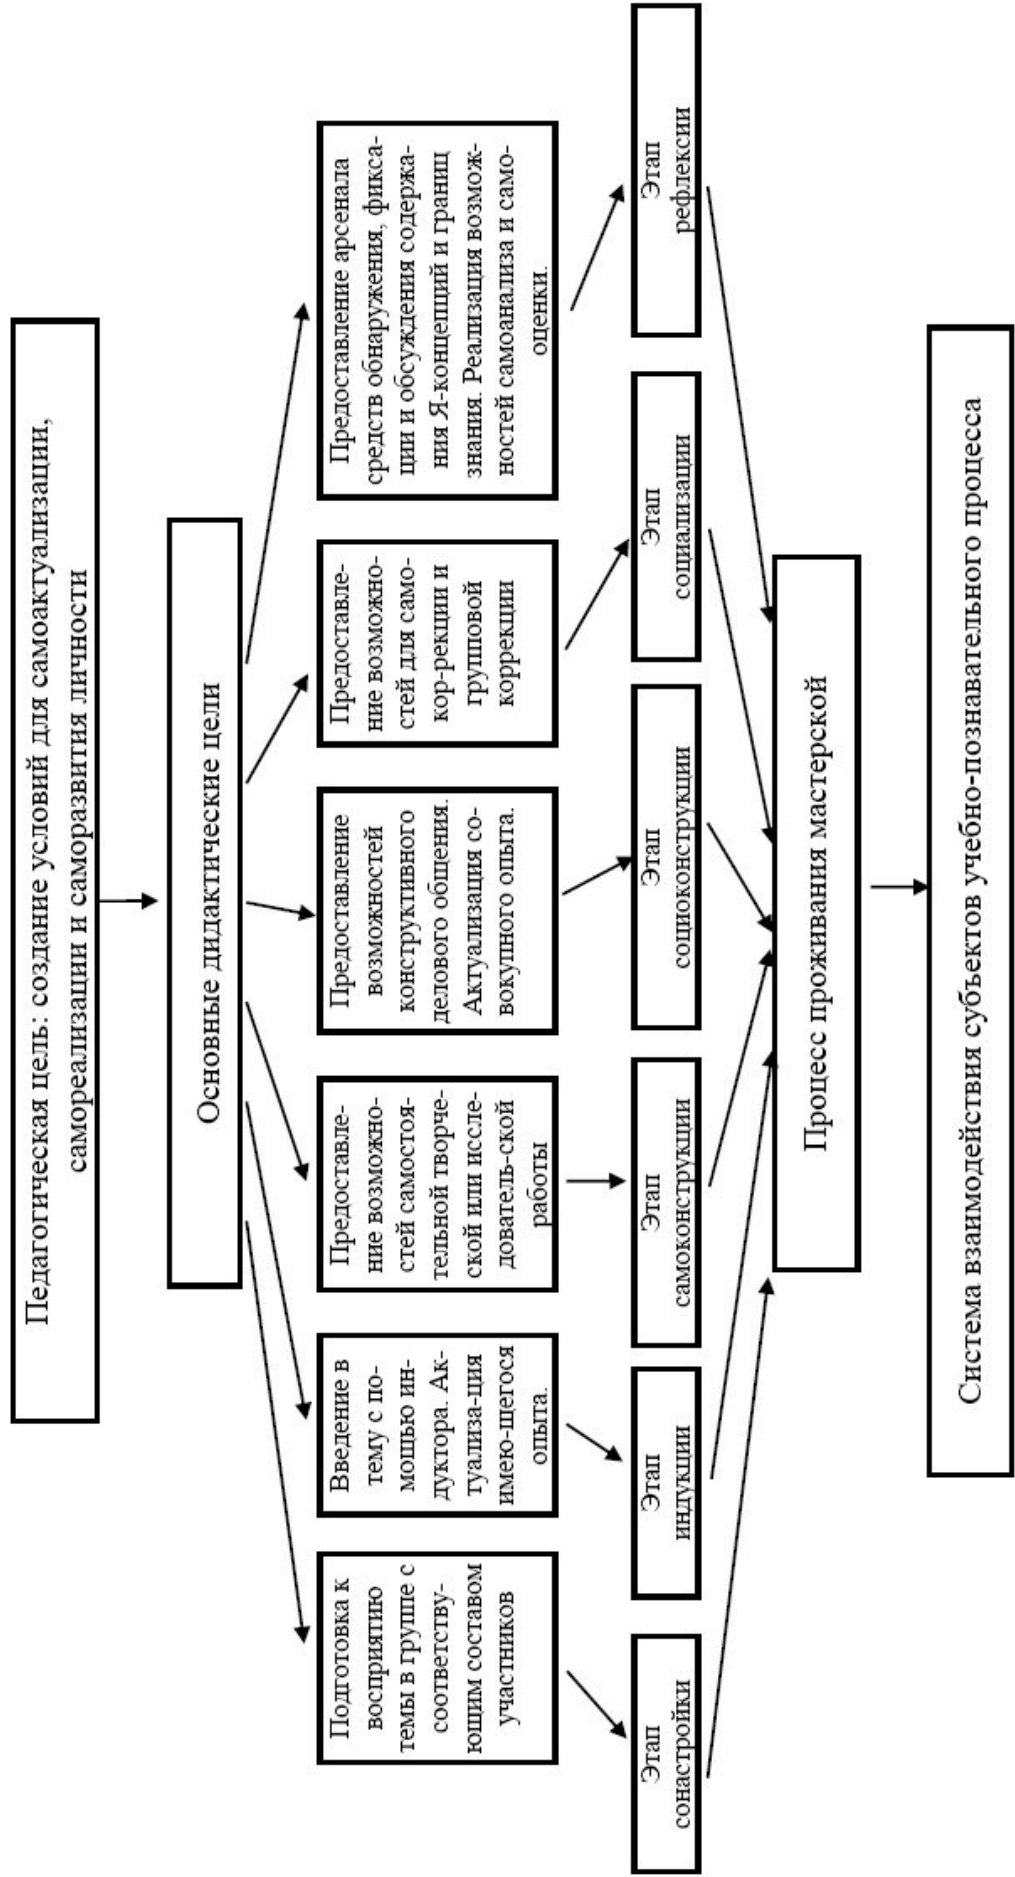 Педагогическая цель: создание условий для самоактуализации,
самореализации и саморазвития личности
Основные дидактические цели
Подготовка к
восприятию
темы в группе с
соответству-
ющим составом
участников
Введение в
тему с по-
мощью ин-
дуктора. Ак-
туализа-ция
имею-щегося
опыта.
Предоставле-
ние возможно-
стей самостоя-
тельной творче-
ской или иссле-
дователь-ской
работы
Предоставление
возможностей
конструктивного
делового общения.
Актуализация со-
вокупного опыта.
Предоставле-
ние возможно-
стей для само-
кор-рекции и
групповой
коррекции
Предоставление арсенала
средств обнаружения, фикса-
ции и обсуждения содержа-
ния Я-концепций и границ
знания. Реализация возмож-
ностей самоанализа и само-
оценки.
Этап
сонастройки
Этап
индукции
Этап
самоконструкции
Этап
социоконструкции
Этап
социализации
Этап
рефлексии
Процесс проживания мастерской
Система взаимодействия субъектов учебно-познавательного процесса